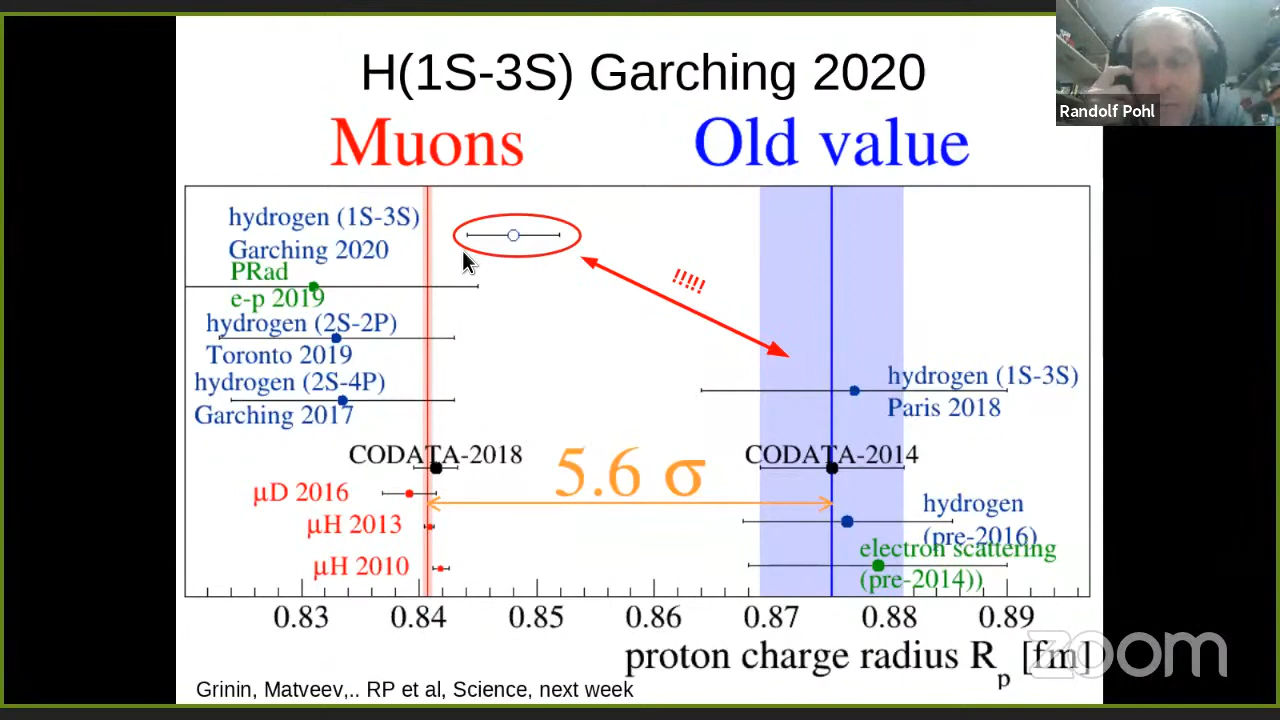 H(1S-3S) Garching 2020
Randolf Pohl
Muons
Old value
hydrogen (1S-3S)
Garching 2020
!!!!!
PRad
e-p 2019
hydrogen (2S-2P)
Toronto 2019
hydrogen (2S-4P)
Garching 2017
hydrogen (1S-3S)
Paris 2018
CODATA-2018
5.6 σ
CODATA-2014
μD 2016
μH 2013
μH 2010
hydrogen
(pre-2016)
electron scattering
(pre-2014))
0.83 0.84 0.85 0.86 0.87 0.88 0.89
proton charge radius R_p [fm]
zoom
Grinin, Matveev,.. RP et al, Science, next week